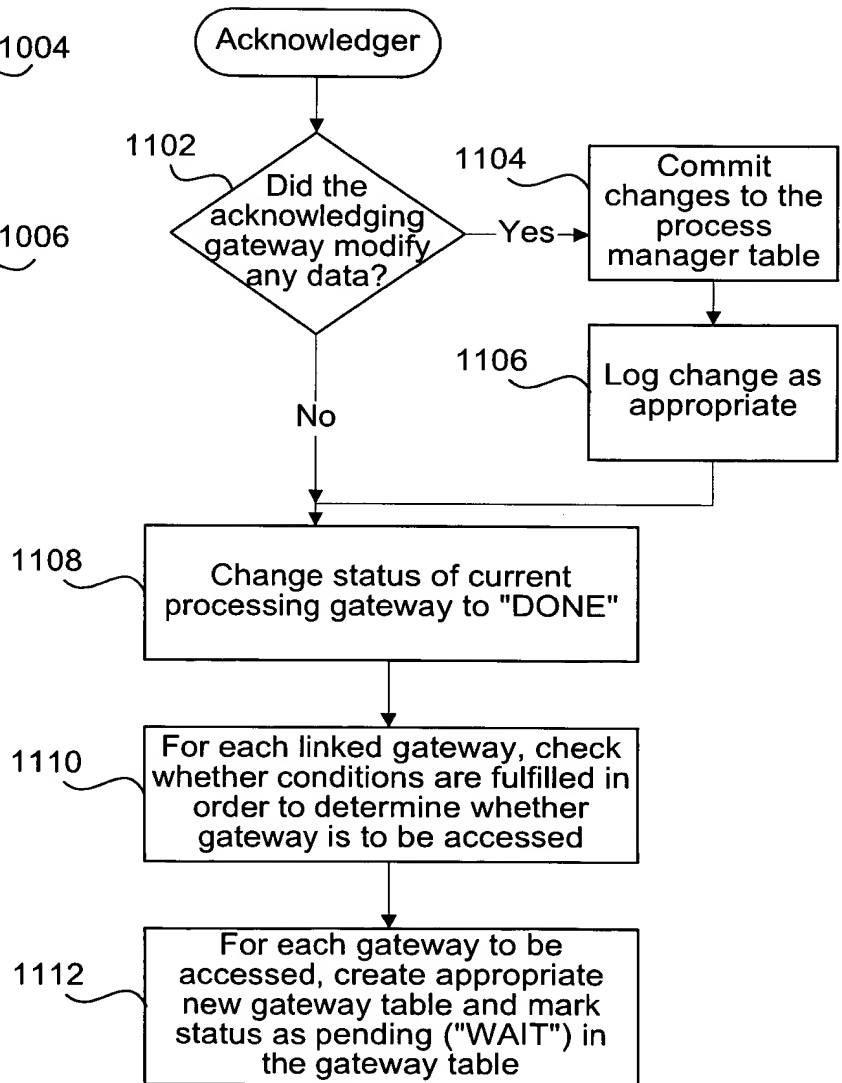 1004
Acknowledger
1102
Did the
acknowledging
gateway modify
any data?
Yes
1104
Commit
changes to the
process
manager table
1006
1106
Log change as
appropriate
No
1108
Change status of current
processing gateway to "DONE"
1110
For each linked gateway, check
whether conditions are fulfilled in
order to determine whether
gateway is to be accessed
1112
For each gateway to be
accessed, create appropriate
new gateway table and mark
status as pending ("WAIT") in
the gateway table